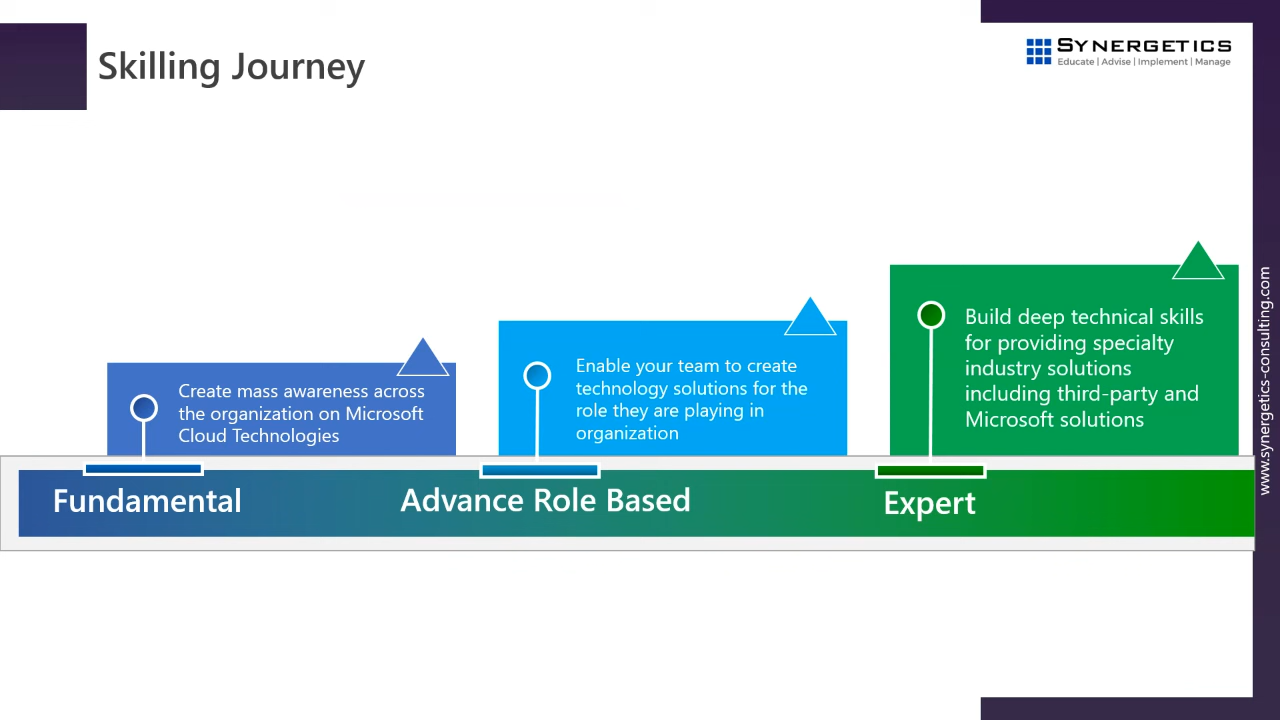 Skilling Journey
SYNERGETICS
Educate | Advise | Implement | Manage
Create mass awareness across
the organization on Microsoft
Cloud Technologies
Enable your team to create
technology solutions for the
role they are playing in
organization
Build deep technical skills
for providing specialty
industry solutions
including third-party and
Microsoft solutions
Fundamental
Advance Role Based
Expert
www.synergetics-consulting.com